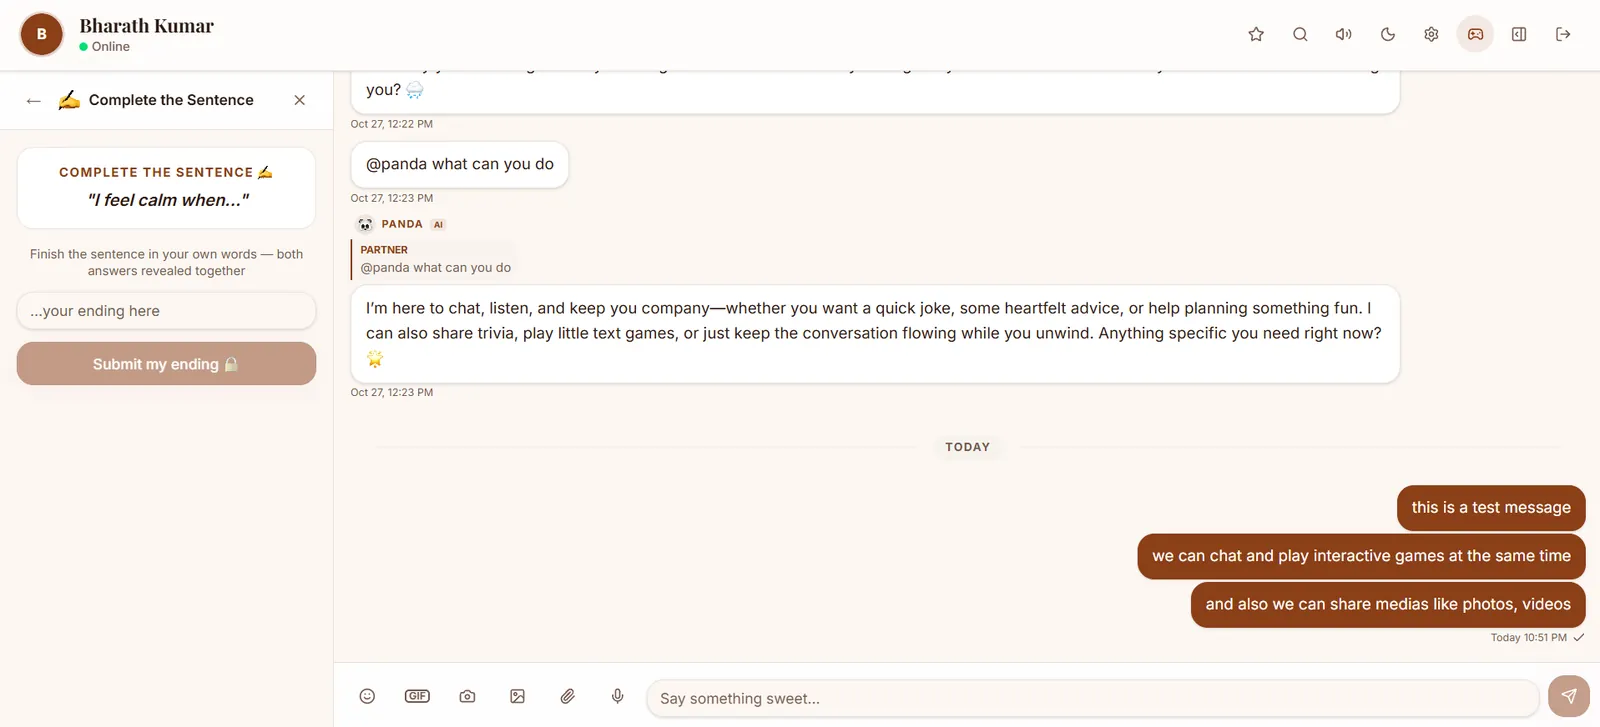 B
Bharath Kumar
Online
← ✍️ Complete the Sentence ×
COMPLETE THE SENTENCE ✍️
"I feel calm when..."
Finish the sentence in your own words — both
answers revealed together
...your ending here
Submit my ending 🔒
you? 🌧️
Oct 27, 12:22 PM
@panda what can you do
Oct 27, 12:23 PM
🐼 PANDA AI
PARTNER
@panda what can you do
I'm here to chat, listen, and keep you company—whether you want a quick joke, some heartfelt advice, or help planning something fun. I
can also share trivia, play little text games, or just keep the conversation flowing while you unwind. Anything specific you need right now?
🌟
Oct 27, 12:23 PM
TODAY
this is a test message
we can chat and play interactive games at the same time
and also we can share medias like photos, videos
Today 10:51 PM ✓
GIF
Say something sweet...